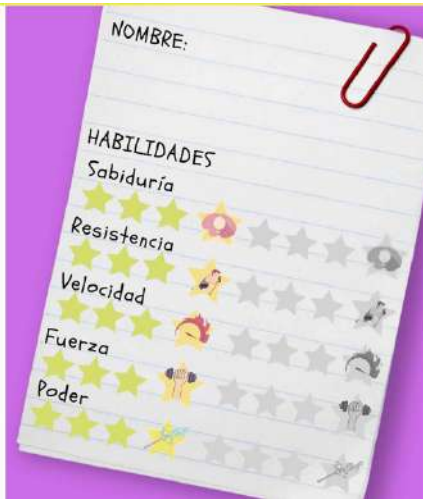 NOMBRE:
HABILIDADES
Sabiduría
Resistencia
Velocidad
Fuerza
Poder